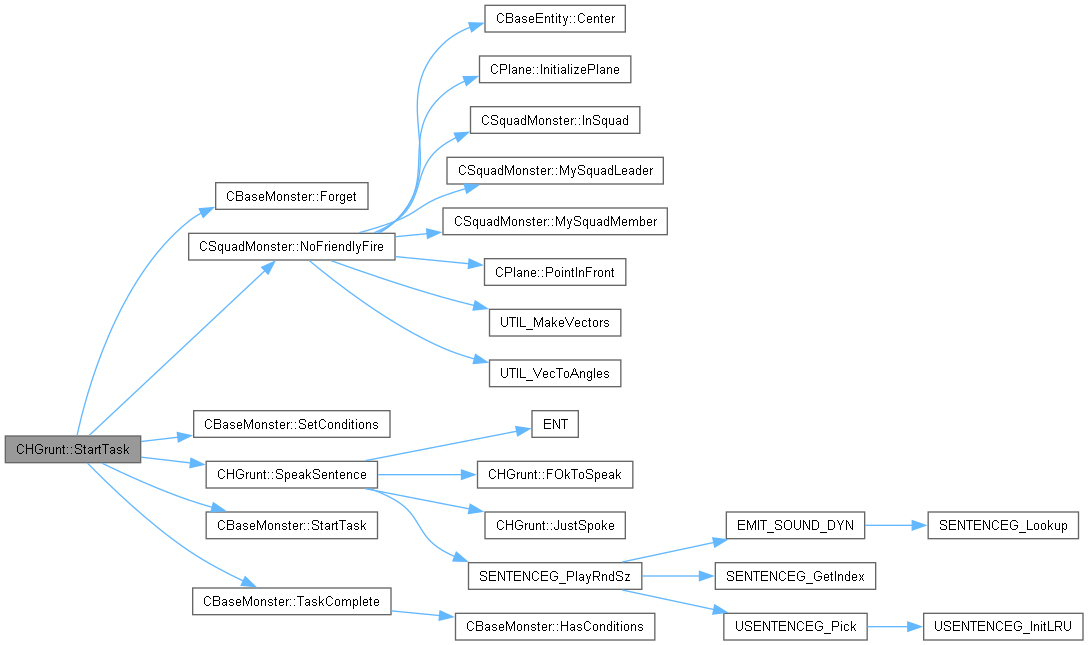 CBaseEntity::Center
CPlane::InitializePlane
CSquadMonster::InSquad
CSquadMonster::MySquadLeader
CBaseMonster::Forget
CSquadMonster::MySquadMember
CSquadMonster::NoFriendlyFire
CPlane::PointInFront
UTIL_MakeVectors
UTIL_VecToAngles
CBaseMonster::SetConditions
ENT
CHGrunt::StartTask
CHGrunt::SpeakSentence
CHGrunt::FOkToSpeak
CBaseMonster::StartTask
CHGrunt::JustSpoke
EMIT_SOUND_DYN
SENTENCEG_Lookup
SENTENCEG_PlayRndSz
SENTENCEG_GetIndex
CBaseMonster::TaskComplete
CBaseMonster::HasConditions
USENTENCEG_Pick
USENTENCEG_InitLRU